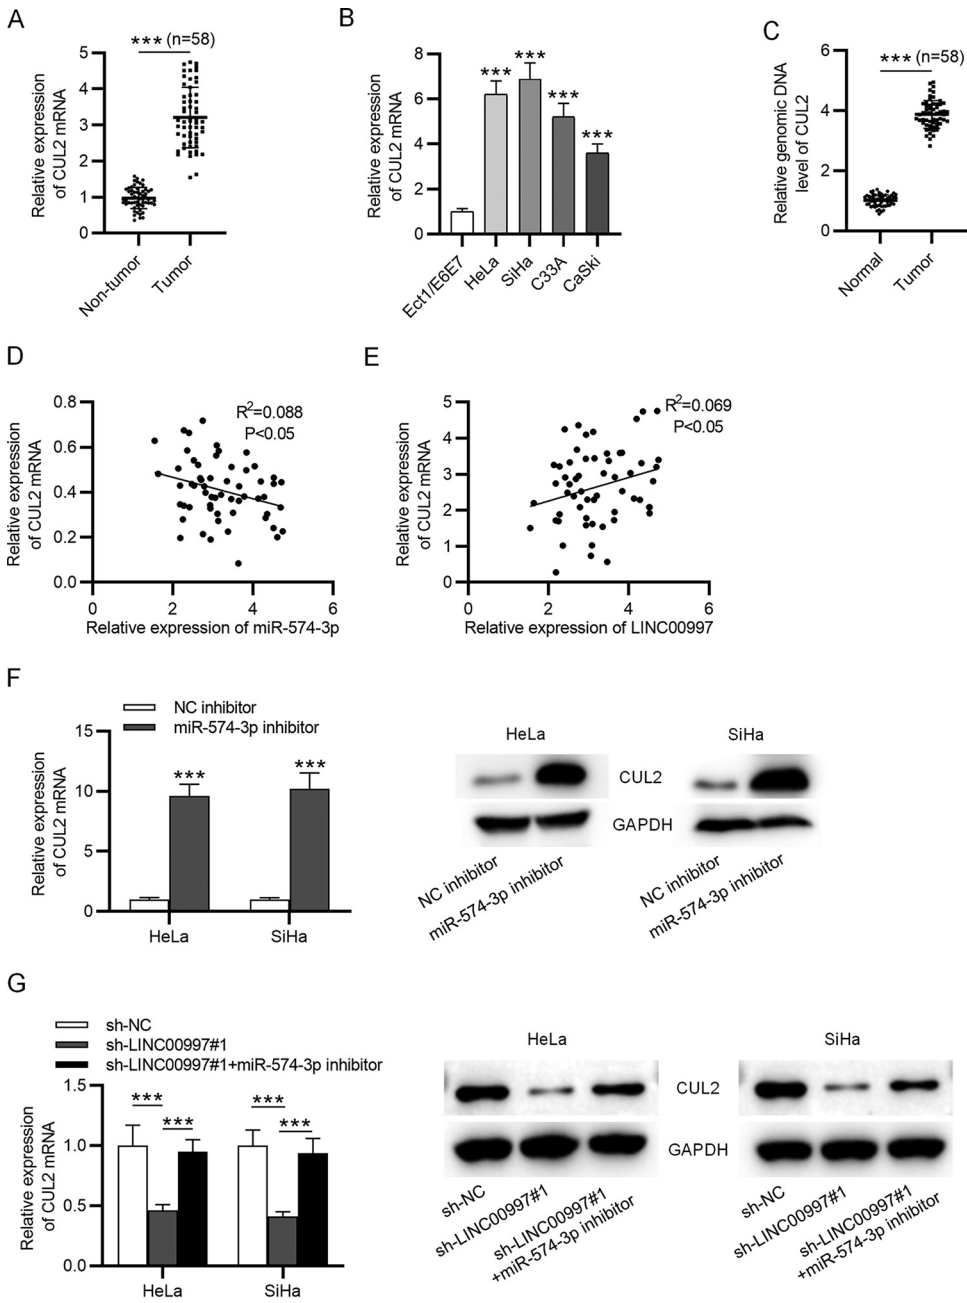 A
*** (n=58)
Relative expression
of CUL2 mRNA
5
4
3
2
1
0
Non-tumor
Tumor
B
Relative expression
of CUL2 mRNA
8
6
4
2
0
***
***
***
***
Ect1/E6E7
HeLa
SiHa
C33A
CaSki
C
*** (n=58)
Relative genomic DNA
level of CUL2
6
4
2
0
Normal
Tumor
D
Relative expression
of CUL2 mRNA
0.8
0.6
0.4
0.2
0.0
R2=0.088
P<0.05
0
2
4
6
Relative expression of miR-574-3p
E
Relative expression
of CUL2 mRNA
5
4
3
2
1
0
R2=0.069
P<0.05
0
2
4
6
Relative expression of LINC00997
F
NC inhibitor
miR-574-3p inhibitor
Relative expression
of CUL2 mRNA
15
10
5
0
***
***
HeLa
SiHa
HeLa
SiHa
CUL2
GAPDH
NC inhibitor
miR-574-3p inhibitor
NC inhibitor
miR-574-3p inhibitor
G
sh-NC
sh-LINC00997#1
sh-LINC00997#1+miR-574-3p inhibitor
Relative expression
of CUL2 mRNA
1.5
1.0
0.5
0.0
***
***
***
***
HeLa
SiHa
HeLa
SiHa
CUL2
GAPDH
sh-NC
sh-LINC00997#1
sh-LINC00997#1
+miR-574-3p inhibitor
sh-NC
sh-LINC00997#1
sh-LINC00997#1
+miR-574-3p inhibitor